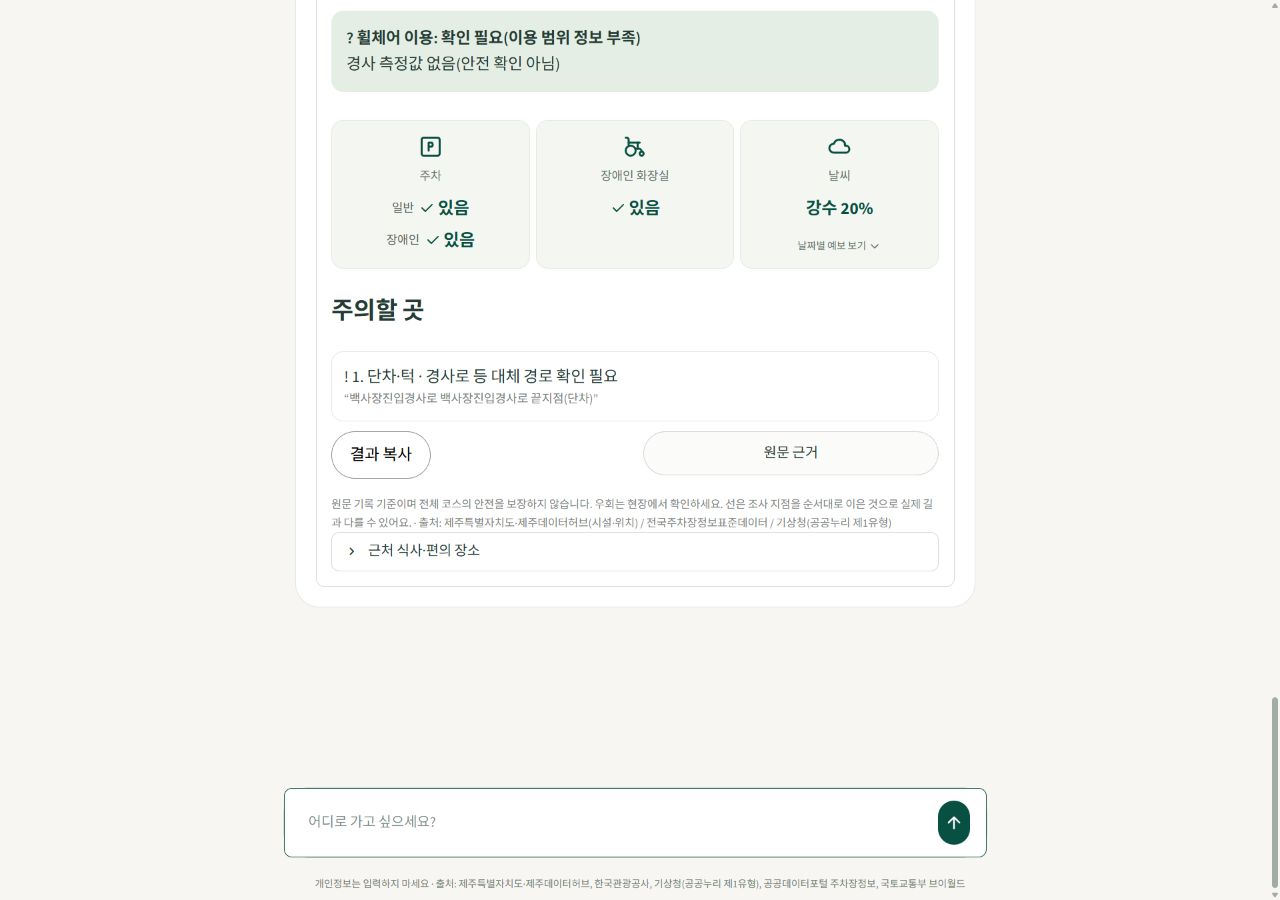 ? 휠체어 이용: 확인 필요(이용 범위 정보 부족)
경사 측정값 없음(안전 확인 아님)
P
주차
일반 ✓ 있음
장애인 ✓ 있음
장애인 화장실
✓ 있음
날씨
강수 20%
날짜별 예보 보기
주의할 곳
! 1. 단차·턱 · 경사로 등 대체 경로 확인 필요
“백사장진입경사로 백사장진입경사로 끝지점(단차)”
결과 복사
원문 근거
원문 기록 기준이며 전체 코스의 안전을 보장하지 않습니다. 우회는 현장에서 확인하세요. 선은 조사 지점을 순서대로 이은 것으로 실제 길
과 다를 수 있어요. · 출처: 제주특별자치도·제주데이터허브(시설·위치) / 전국주차장정보표준데이터 / 기상청(공공누리 제1유형)
근처 식사·편의 장소
어디로 가고 싶으세요?
개인정보는 입력하지 마세요 · 출처: 제주특별자치도·제주데이터허브, 한국관광공사, 기상청(공공누리 제1유형), 공공데이터포털 주차장정보, 국토교통부 브이월드